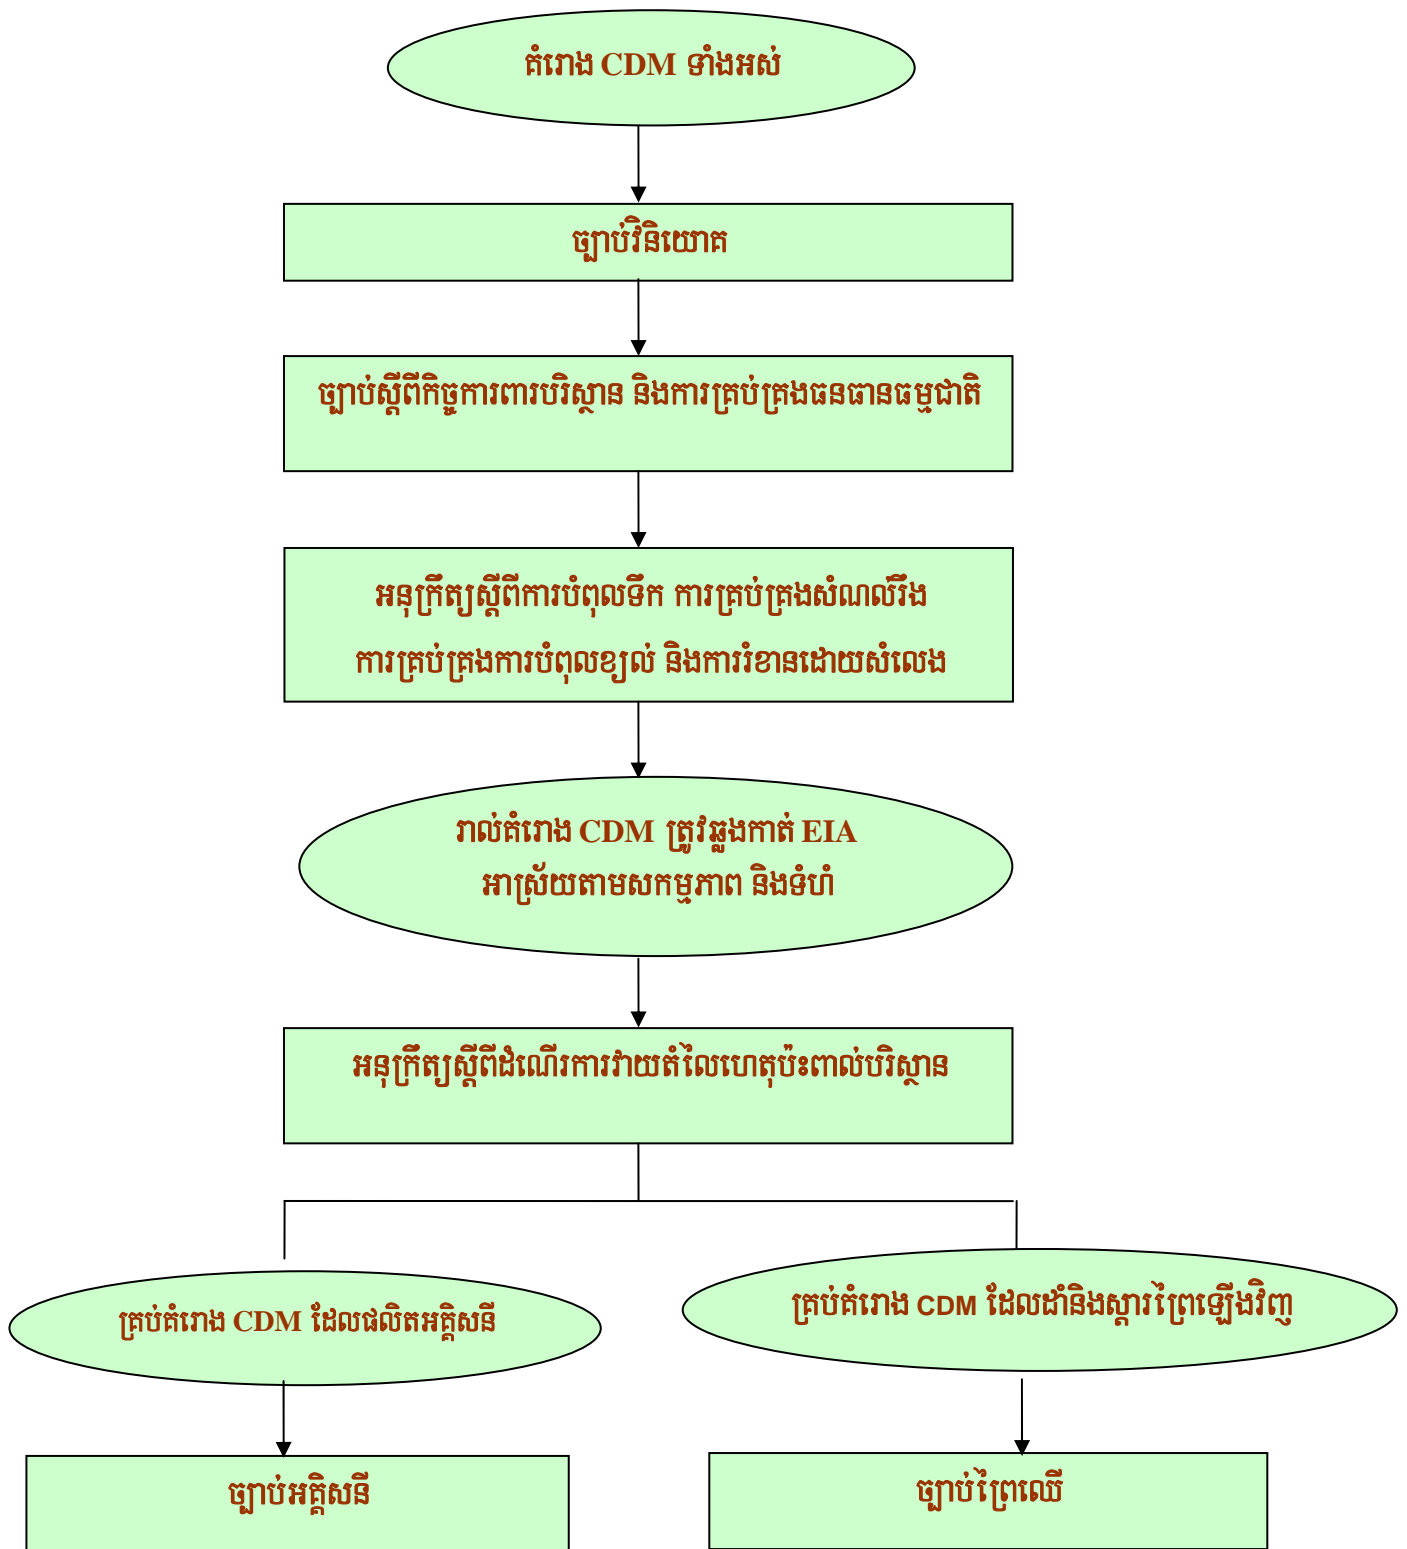 គំរោង CDM ទាំងអស់
ច្បាប់វិនិយោគ
ច្បាប់ស្ដីពីកិច្ចការពារបរិស្ថាន និងការគ្រប់គ្រងធនធានធម្មជាតិ
អនុក្រឹត្យស្ដីពីការបំពុលទឹក ការគ្រប់គ្រងសំណល់រឹង
ការគ្រប់គ្រងការបំពុលខ្យល់ និងការរំខានដោយសំលេង
រាល់គំរោង CDM ត្រូវឆ្លងកាត់ EIA
អាស្រ័យតាមសកម្មភាព និងទំហំ
អនុក្រឹត្យស្ដីពីដំណើរការវាយតំលៃហេតុប៉ះពាល់បរិស្ថាន
គ្រប់គំរោង CDM ដែលផលិតអគ្គិសនី
គ្រប់គំរោង CDM ដែលដាំនិងស្ដារព្រៃឡើងវិញ
ច្បាប់អគ្គិសនី
ច្បាប់ព្រៃឈើ